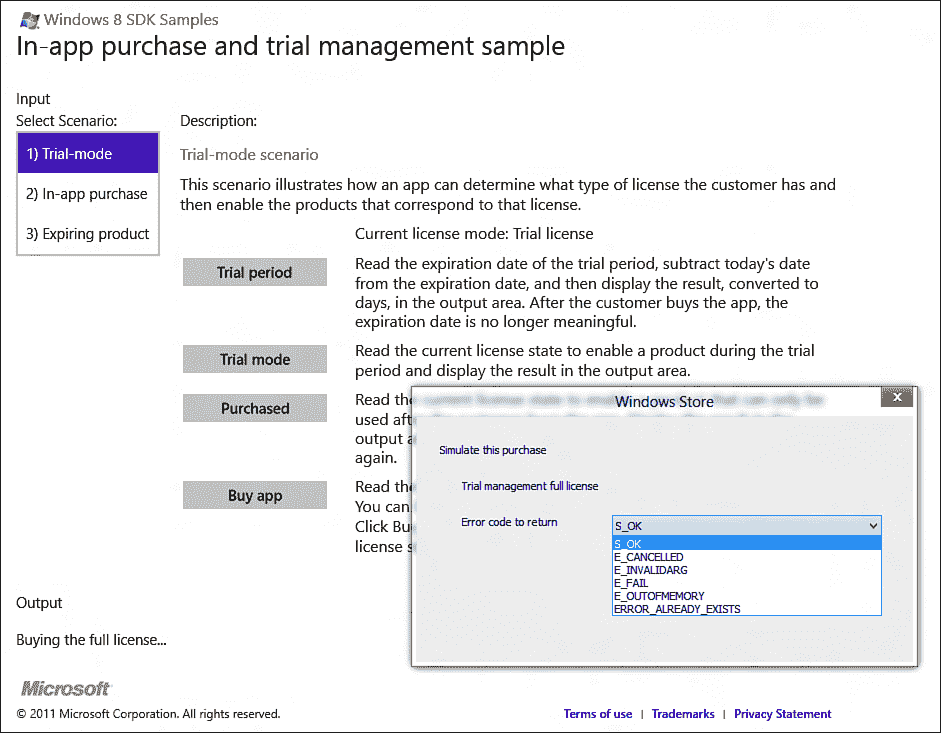 Windows 8 SDK Samples
In-app purchase and trial management sample
Input
Select Scenario:
1) Trial-mode
2) In-app purchase
3) Expiring product
Description:
Trial-mode scenario
This scenario illustrates how an app can determine what type of license the customer has and
then enable the products that correspond to that license.
Current license mode: Trial license
Trial period
Read the expiration date of the trial period, subtract today's date
from the expiration date, and then display the result, converted to
days, in the output area. After the customer buys the app, the
expiration date is no longer meaningful.
Trial mode
Read the current license state to enable a product during the trial
period and display the result in the output area.
Purchased
Read the current license state to enable
used
output
again.
Buy app
Read the
You can
Click
license
Windows Store
x
Simulate this purchase
Trial management full license
Error code to return
S_OK
S_OK
E_CANCELLED
E_INVALIDARG
E_FAIL
E_OUTOFMEMORY
ERROR_ALREADY_EXISTS
Output
Buying the full license...
Microsoft
© 2011 Microsoft Corporation. All rights reserved.
Terms of use | Trademarks | Privacy Statement